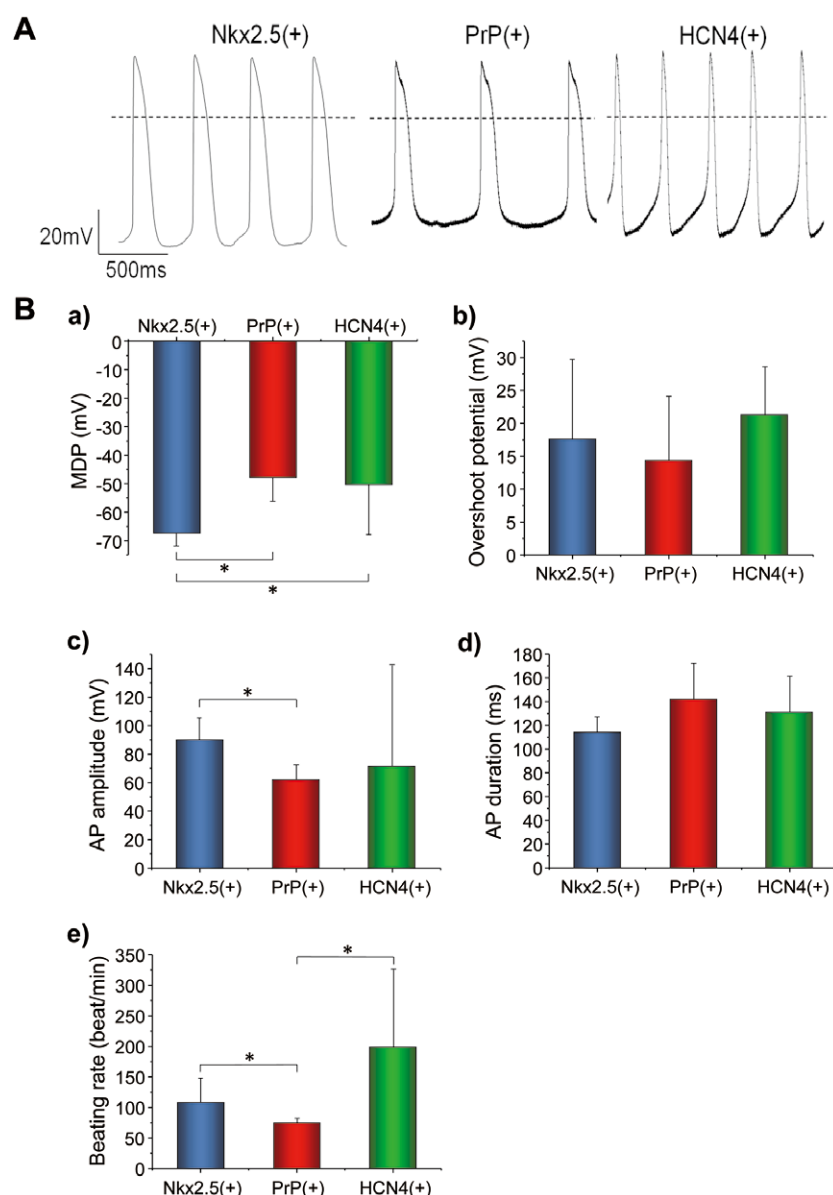 A
Nkx2.5(+) PrP(+) HCN4(+)
20mV
500ms
B
a)
Nkx2.5(+) PrP(+) HCN4(+)
0
-10
-20
-30
-40
-50
-60
-70
MDP (mV)
*
*
b)
Overshoot potential (mV)
30
25
20
15
10
5
0
Nkx2.5(+) PrP(+) HCN4(+)
c)
AP amplitude (mV)
140
120
100
80
60
40
20
0
*
Nkx2.5(+) PrP(+) HCN4(+)
d)
AP duration (ms)
180
160
140
120
100
80
60
40
20
0
Nkx2.5(+) PrP(+) HCN4(+)
e)
Beating rate (beat/min)
350
300
250
200
150
100
50
0
*
*
Nkx2.5(+) PrP(+) HCN4(+)